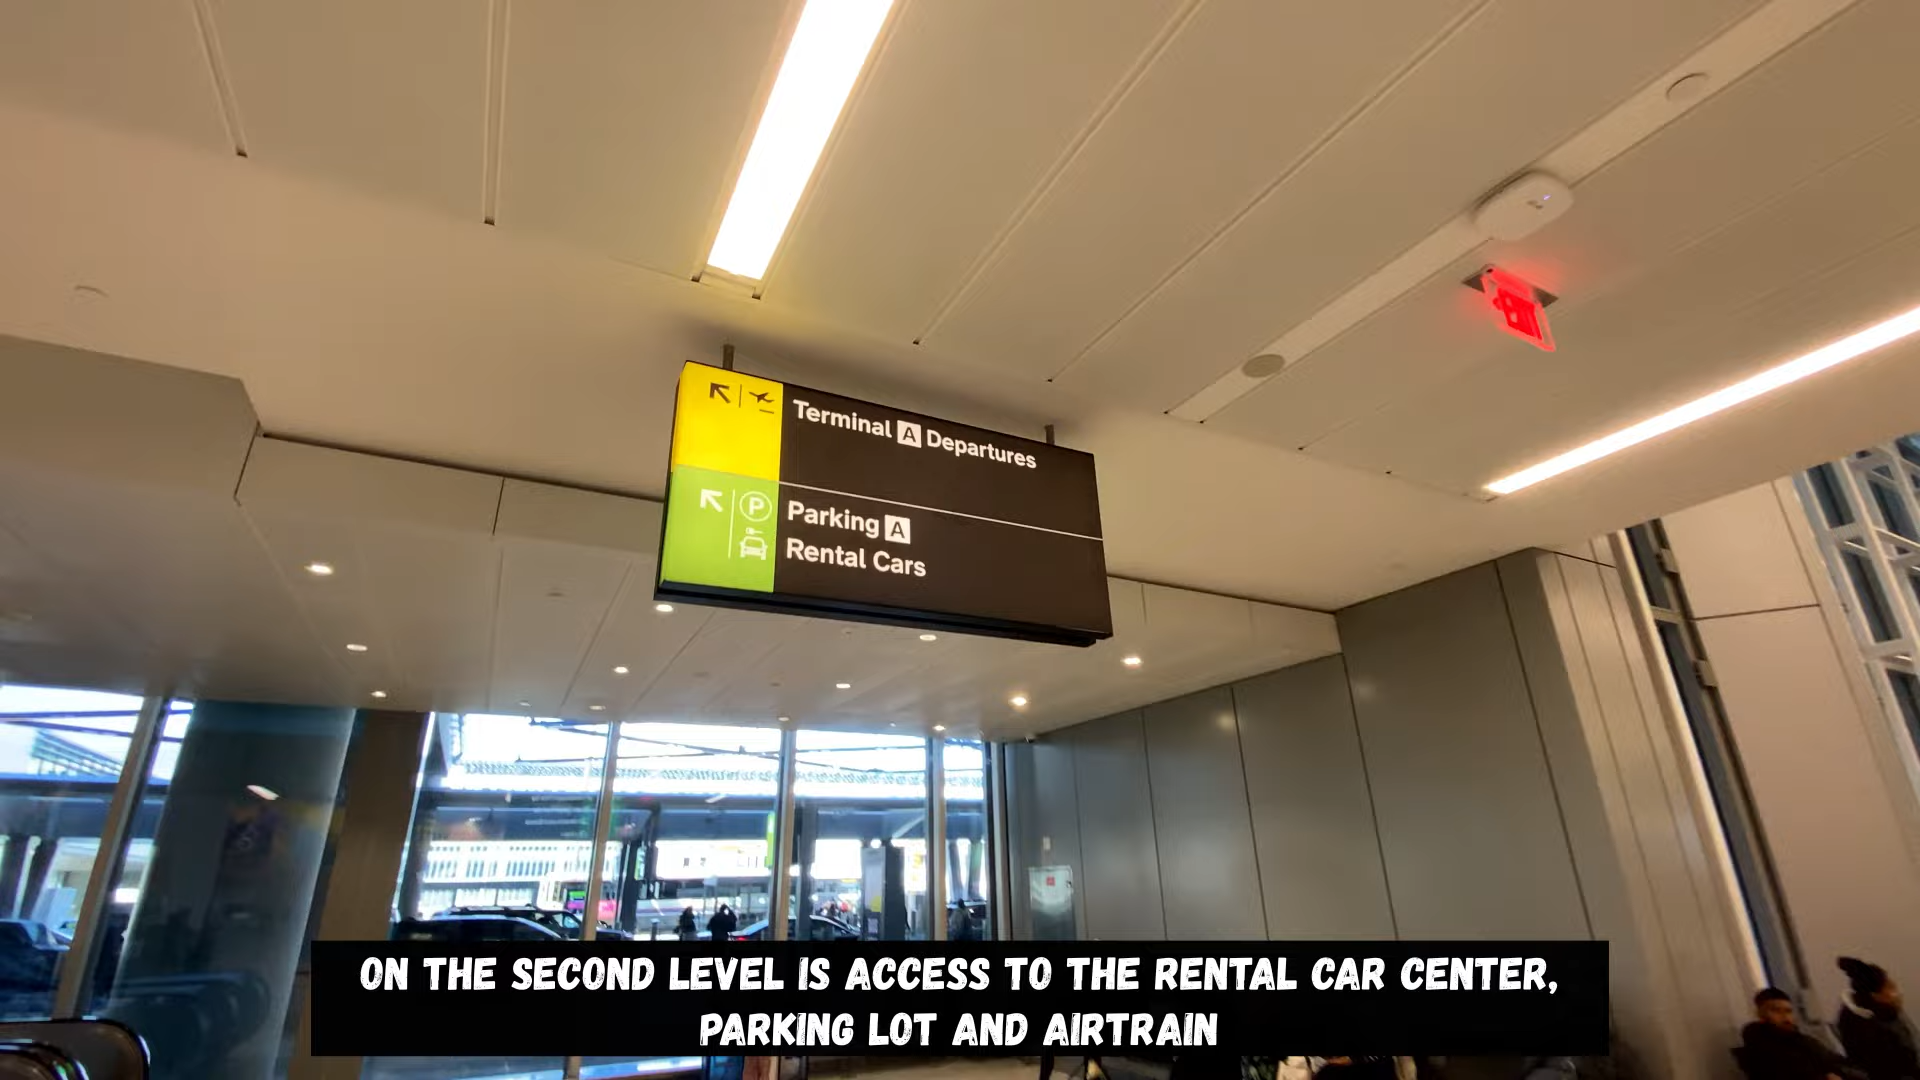 Terminal A Departures
P Parking A
Rental Cars
EXIT
ON THE SECOND LEVEL IS ACCESS TO THE RENTAL CAR CENTER,
PARKING LOT AND AIRTRAIN